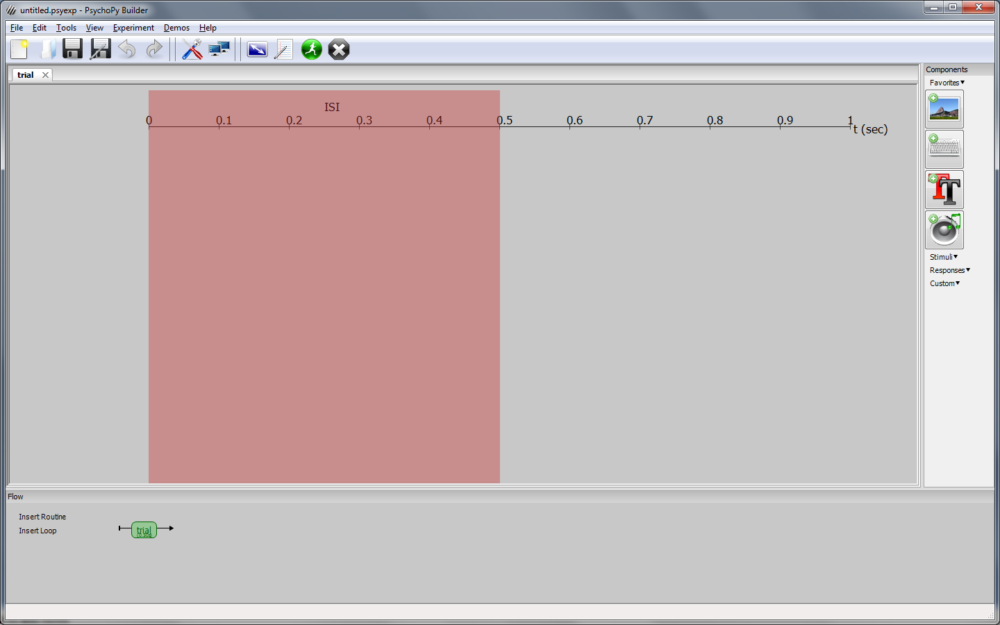 untitled.psyexp - PsychoPy Builder
File Edit Tools View Experiment Demos Help
trial
Components
Favorites
ISI
0 0.1 0.2 0.3 0.4 0.5 0.6 0.7 0.8 0.9 1
t (sec)
Stimuli
Responses
Custom
Flow
Insert Routine
Insert Loop
trial